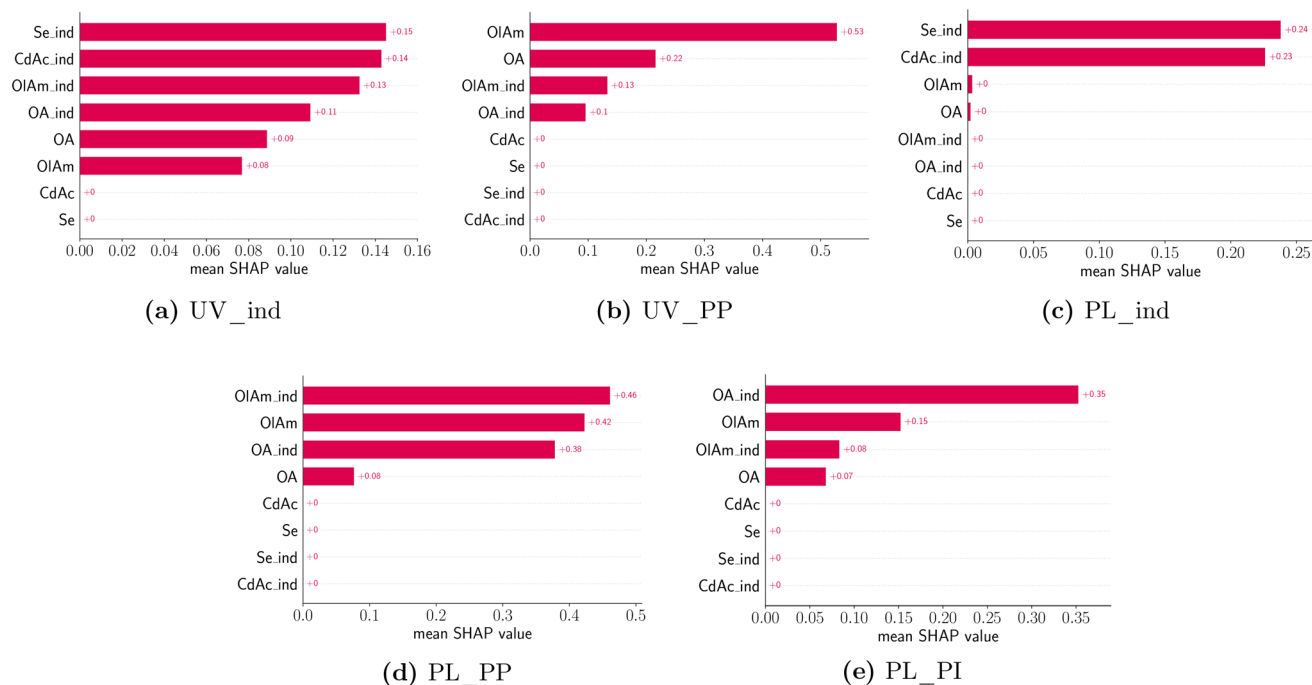 Se_ind +0.15
CdAc_ind +0.14
OlAm_ind +0.13
OA_ind +0.11
OA +0.09
OlAm +0.08
CdAc +0
Se +0
0.00 0.02 0.04 0.06 0.08 0.10 0.12 0.14 0.16
mean SHAP value
(a) UV_ind
OlAm +0.53
OA +0.22
OlAm_ind +0.13
OA_ind +0.1
CdAc +0
Se +0
Se_ind +0
CdAc_ind +0
0.0 0.1 0.2 0.3 0.4 0.5
mean SHAP value
(b) UV_PP
Se_ind +0.24
CdAc_ind +0.23
OlAm +0
OA +0
OlAm_ind +0
OA_ind +0
CdAc +0
Se +0
0.00 0.05 0.10 0.15 0.20 0.25
mean SHAP value
(c) PL_ind
OlAm_ind +0.46
OlAm +0.42
OA_ind +0.38
OA +0.08
CdAc +0
Se +0
Se_ind +0
CdAc_ind +0
0.0 0.1 0.2 0.3 0.4 0.5
mean SHAP value
(d) PL_PP
OA_ind +0.35
OlAm +0.15
OlAm_ind +0.08
OA +0.07
CdAc +0
Se +0
Se_ind +0
CdAc_ind +0
0.00 0.05 0.10 0.15 0.20 0.25 0.30 0.35
mean SHAP value
(e) PL_PI